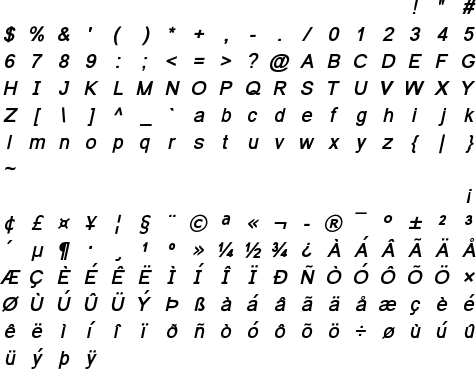 ! " #
$ % & ' ( ) * + , - . / 0 1 2 3 4 5
6 7 8 9 : ; < = > ? @ A B C D E F G
H I J K L M N O P Q R S T U V W X Y
Z [ \ ] ^ _ ` a b c d e f g h i j k
l m n o p q r s t u v w x y z { | }
~
¡
¢ £ ¤ ¥ ¦ § ¨ © ª « ¬ - ® ¯ ° ± ² ³
´ µ ¶ · ¸ ¹ º » ¼ ½ ¾ ¿ À Á Â Ã Ä Å
Æ Ç È É Ê Ë Ì Í Î Ï Ð Ñ Ò Ó Ô Õ Ö ×
Ø Ù Ú Û Ü Ý Þ ß à á â ã ä å æ ç è é
ê ë ì í î ï ð ñ ò ó ô õ ö ÷ ø ù ú û
ü ý þ ÿ